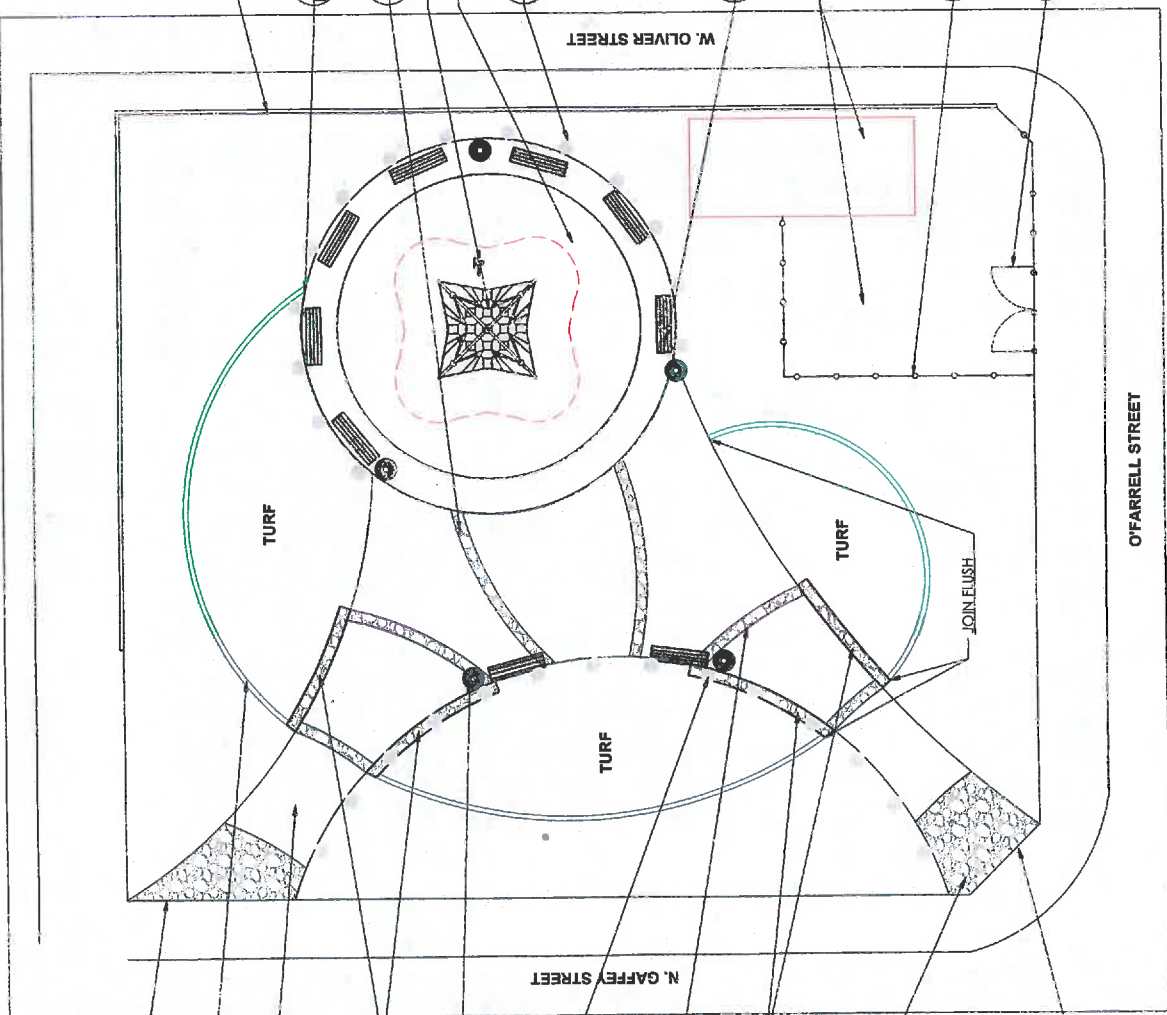 W. OLIVER STREET
O'FARRELL STREET
TURF
TURF
JOIN FLUSH
TURF
N. GAFFEY STREET